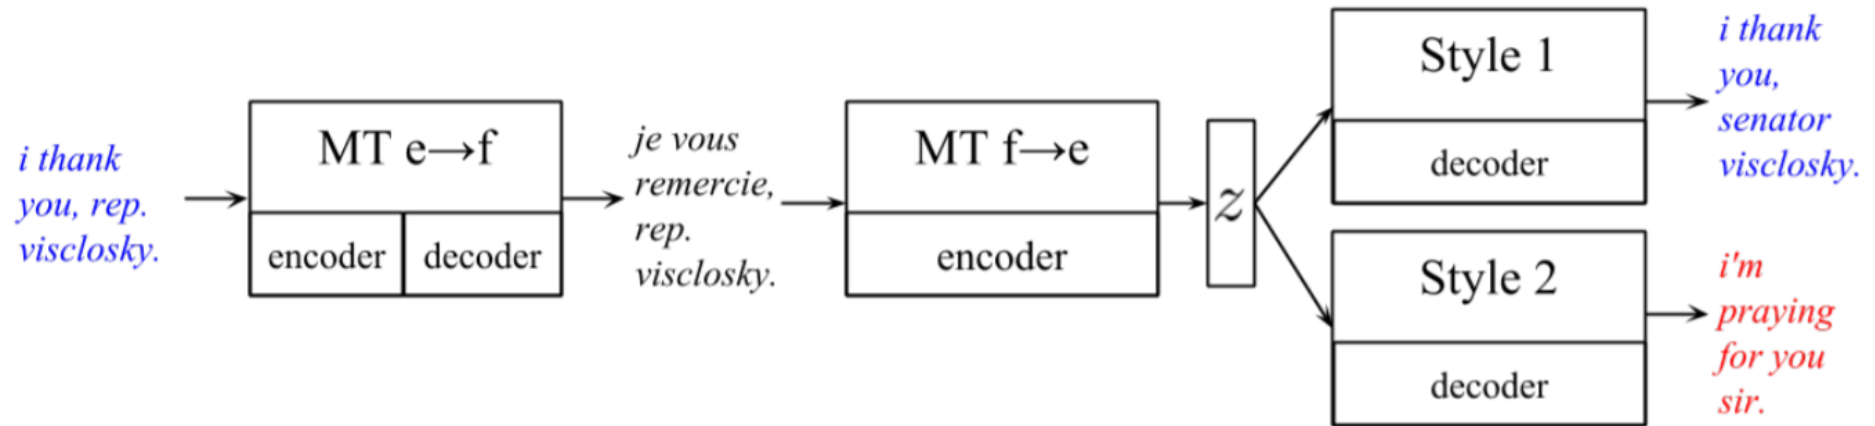 i thank
you, rep.
visclosky.
MT e→f
encoder
decoder
je vous
remercie,
rep.
visclosky.
MT f→e
encoder
z
Style 1
decoder
i thank
you,
senator
visclosky.
Style 2
decoder
i'm
praying
for you
sir.